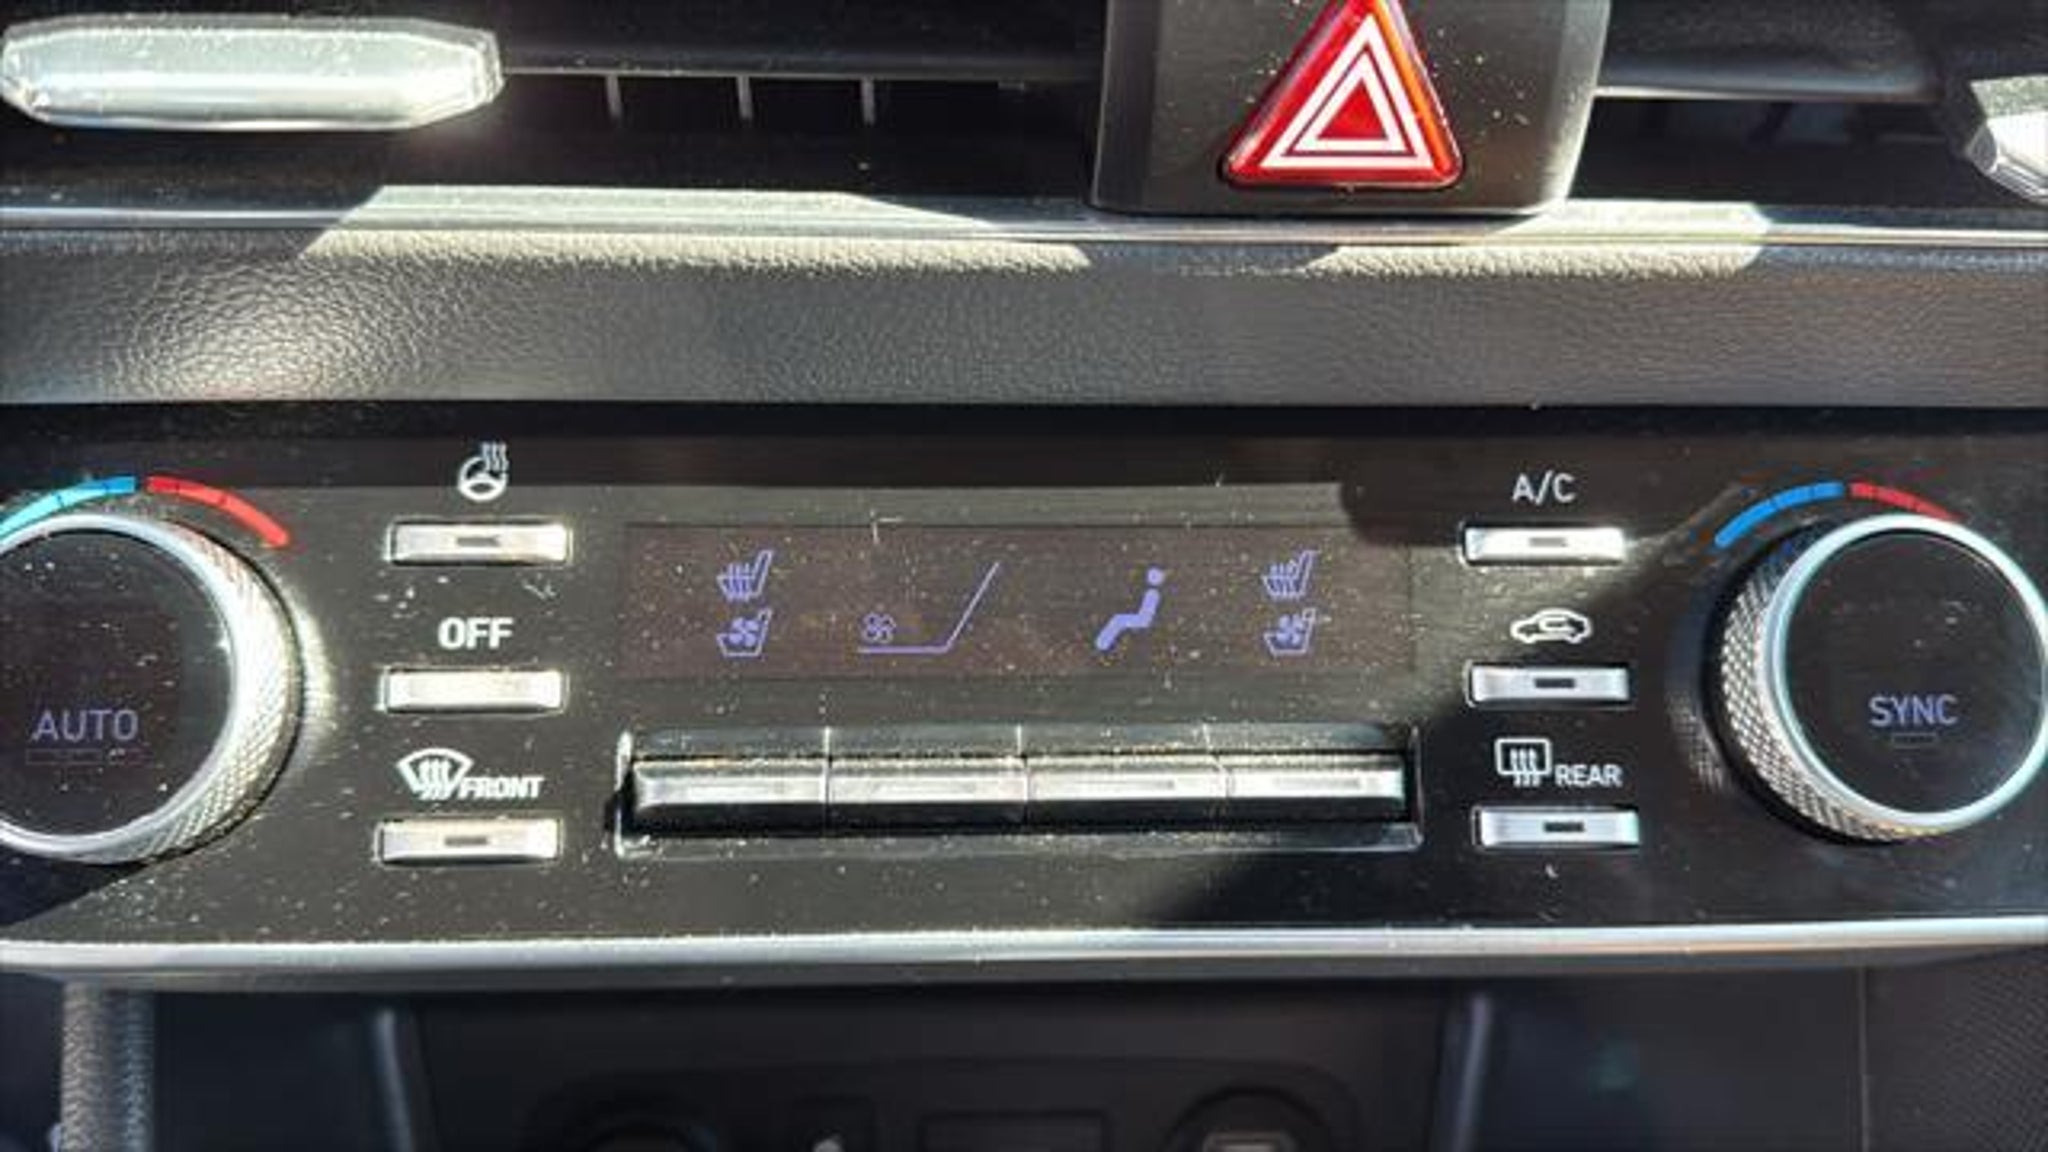 A/C
OFF
AUTO
SYNC
FRONT
REAR